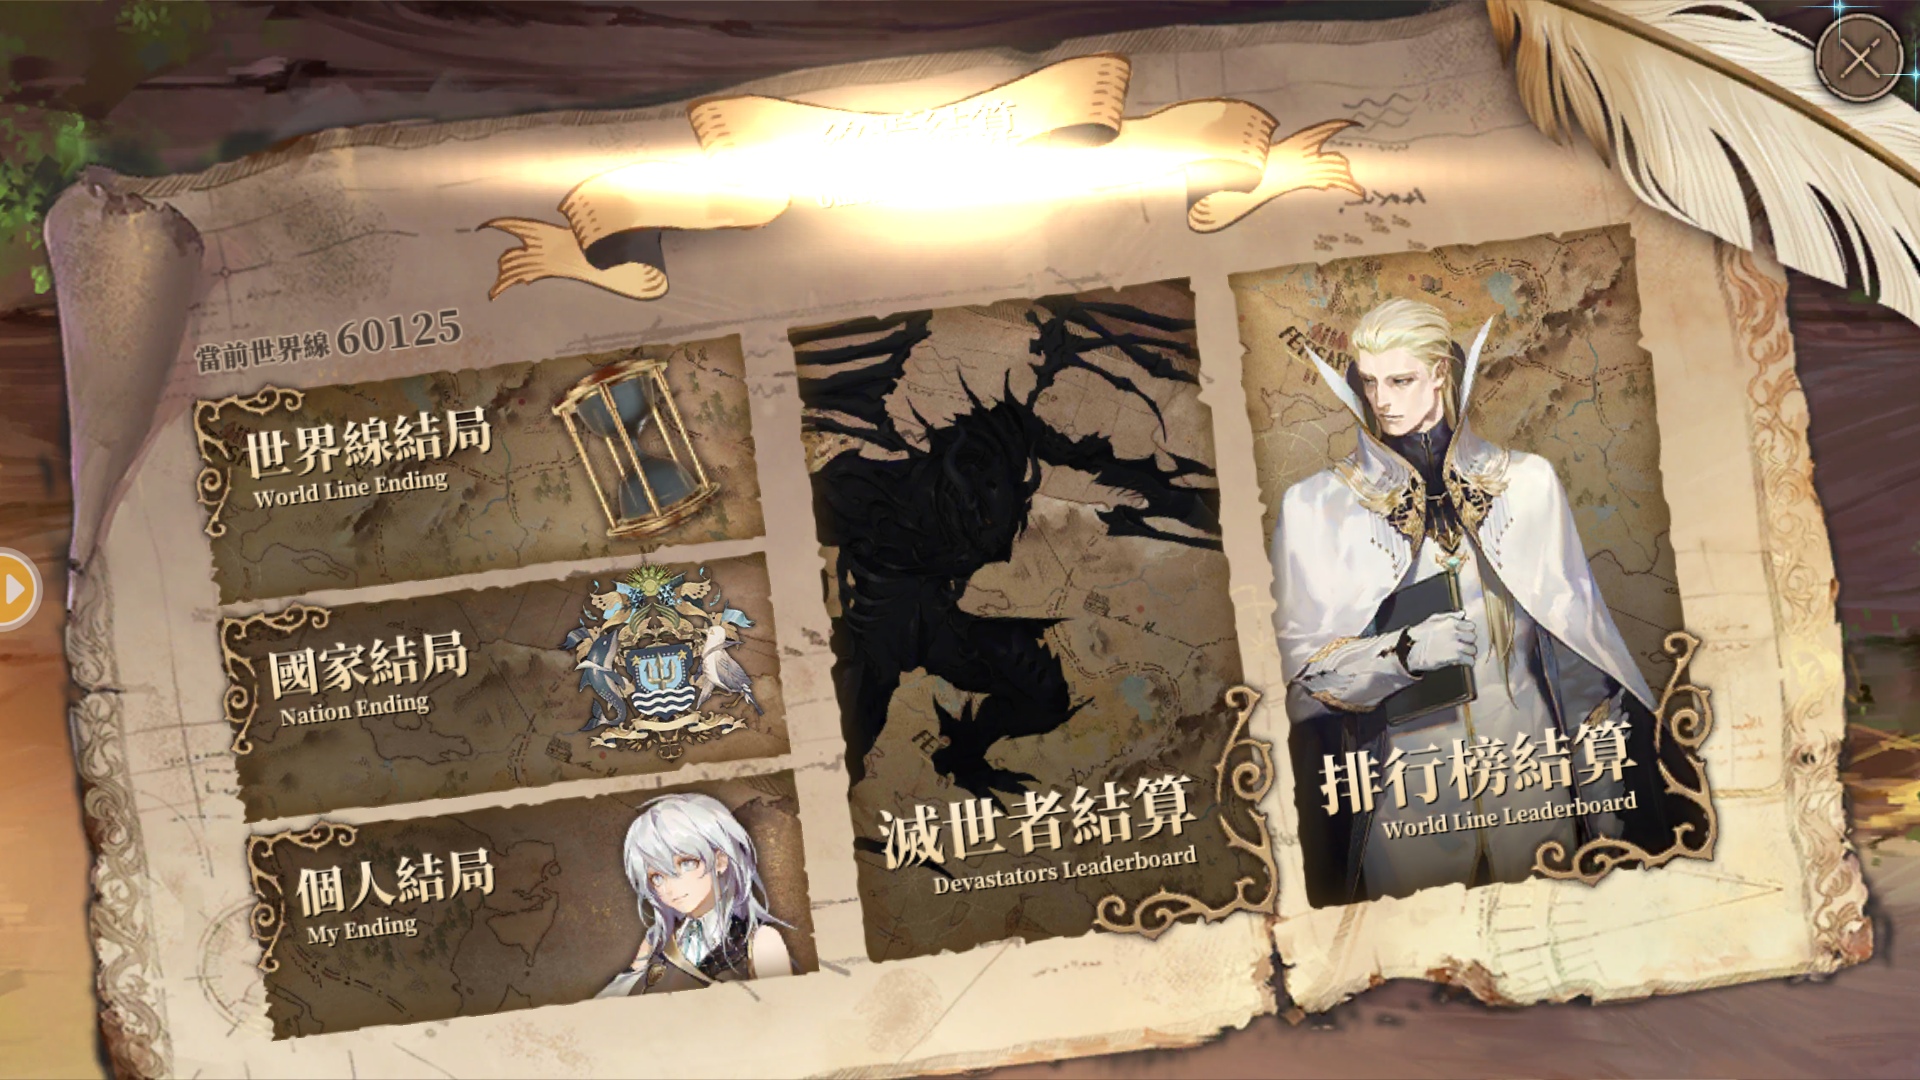 當前世界線 60125
世界線結局
World Line Ending
國家結局
Nation Ending
個人結局
My Ending
滅世者結算
Devastators Leaderboard
排行榜結算
World Line Leaderboard